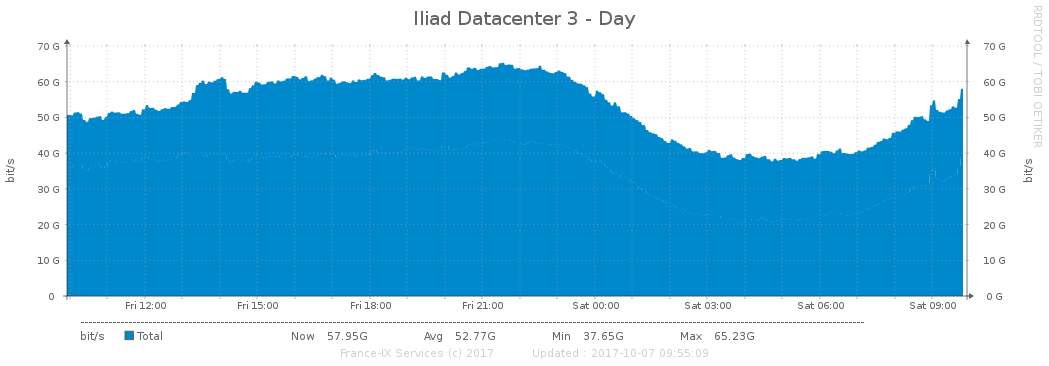 Iliad Datacenter 3 - Day
RRDTOOL / TOBI OETIKER
70 G 70 G
60 G 60 G
50 G 50 G
40 G 40 G
30 G 30 G
20 G 20 G
10 G 10 G
0 0 G
bit/s bit/s
Fri 12:00 Fri 15:00 Fri 18:00 Fri 21:00 Sat 00:00 Sat 03:00 Sat 06:00 Sat 09:00
bit/s Total Now 57.95G Avg 52.77G Min 37.65G Max 65.23G
France-IX Services (c) 2017 Updated : 2017-10-07 09:55:09